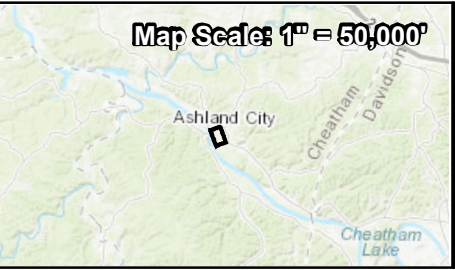 Map Scale: 1" = 50,000'
Ashland City
Cheatham
Davidson
Cheatham
Lake